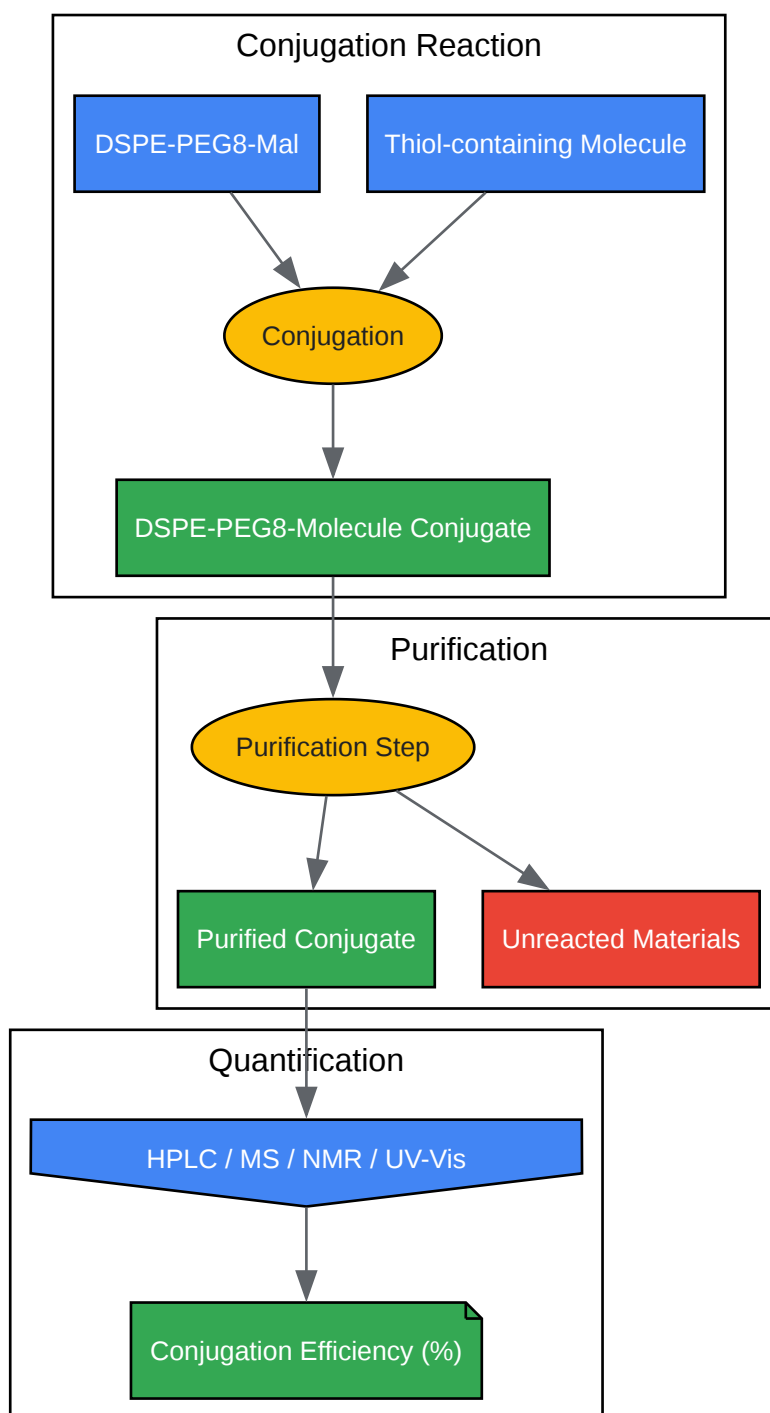 Conjugation Reaction
DSPE-PEG8-Mal
Thiol-containing Molecule
Conjugation
DSPE-PEG8-Molecule Conjugate
Purification
Purification Step
Purified Conjugate
Unreacted Materials
Quantification
HPLC / MS / NMR / UV-Vis
Conjugation Efficiency (%)